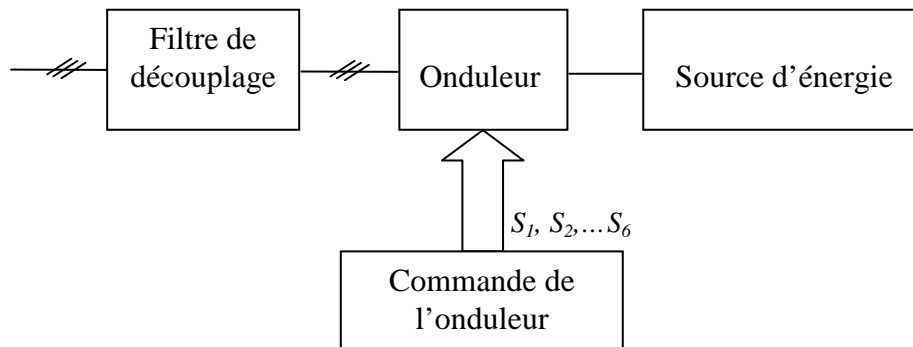 Filtre de
découplage
Onduleur
Source d’énergie
S1, S2,…S6
Commande de
l’onduleur